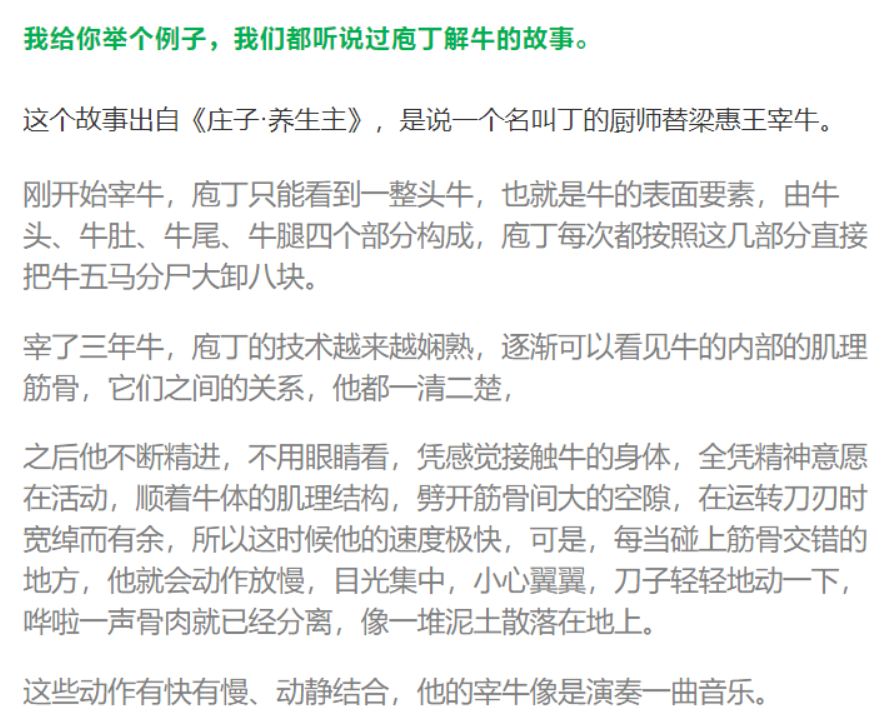 我给你举个例子，我们都听说过庖丁解牛的故事。
这个故事出自《庄子·养生主》，是说一个名叫丁的厨师替梁惠王宰牛。
刚开始宰牛，庖丁只能看到一整头牛，也就是牛的表面要素，由牛
头、牛肚、牛尾、牛腿四个部分构成，庖丁每次都按照这几部分直接
把牛五马分尸大卸八块。
宰了三年牛，庖丁的技术越来越娴熟，逐渐可以看见牛的内部的肌理
筋骨，它们之间的关系，他都一清二楚，
之后他不断精进，不用眼睛看，凭感觉接触牛的身体，全凭精神意愿
在活动，顺着牛体的肌理结构，劈开筋骨间大的空隙，在运转刀刃时
宽绰而有余，所以这时候他的速度极快，可是，每当碰上筋骨交错的
地方，他就会动作放慢，目光集中，小心翼翼，刀子轻轻地动一下，
哗啦一声骨肉就已经分离，像一堆泥土散落在地上。
这些动作有快有慢、动静结合，他的宰牛像是演奏一曲音乐。